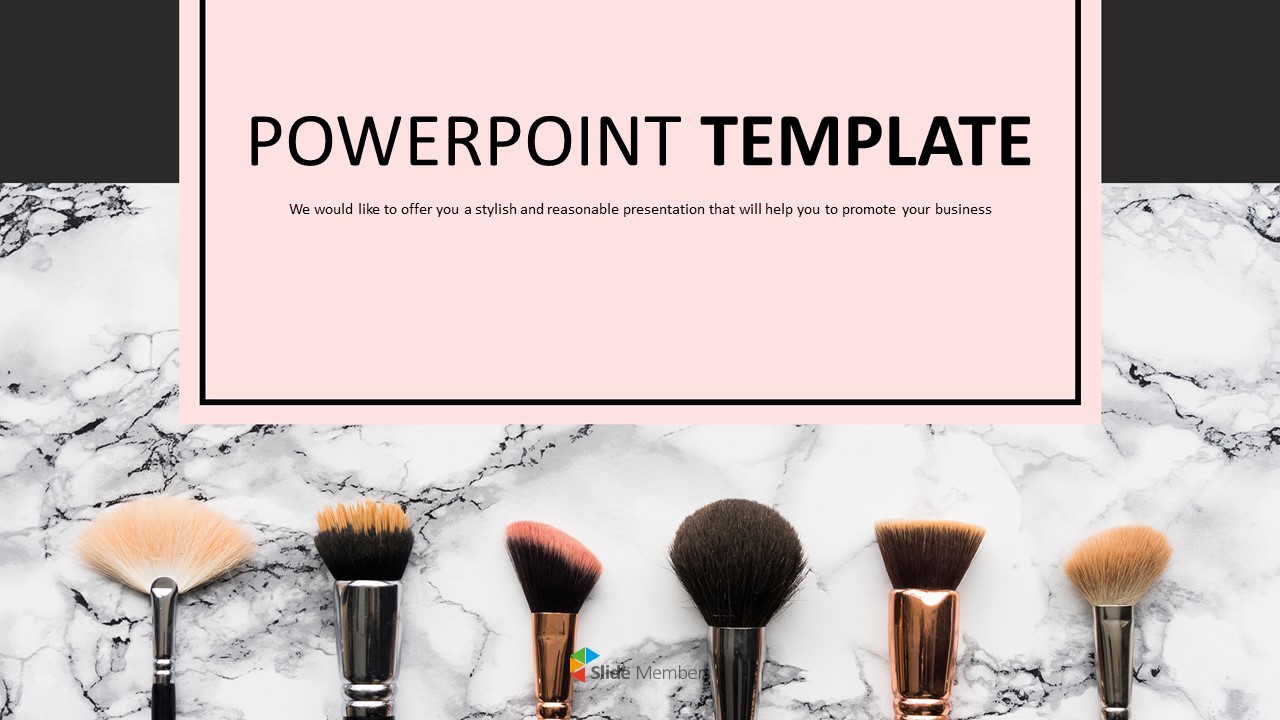 POWERPOINT TEMPLATE
We would like to offer you a stylish and reasonable presentation that will help you to promote your business
Slide Members